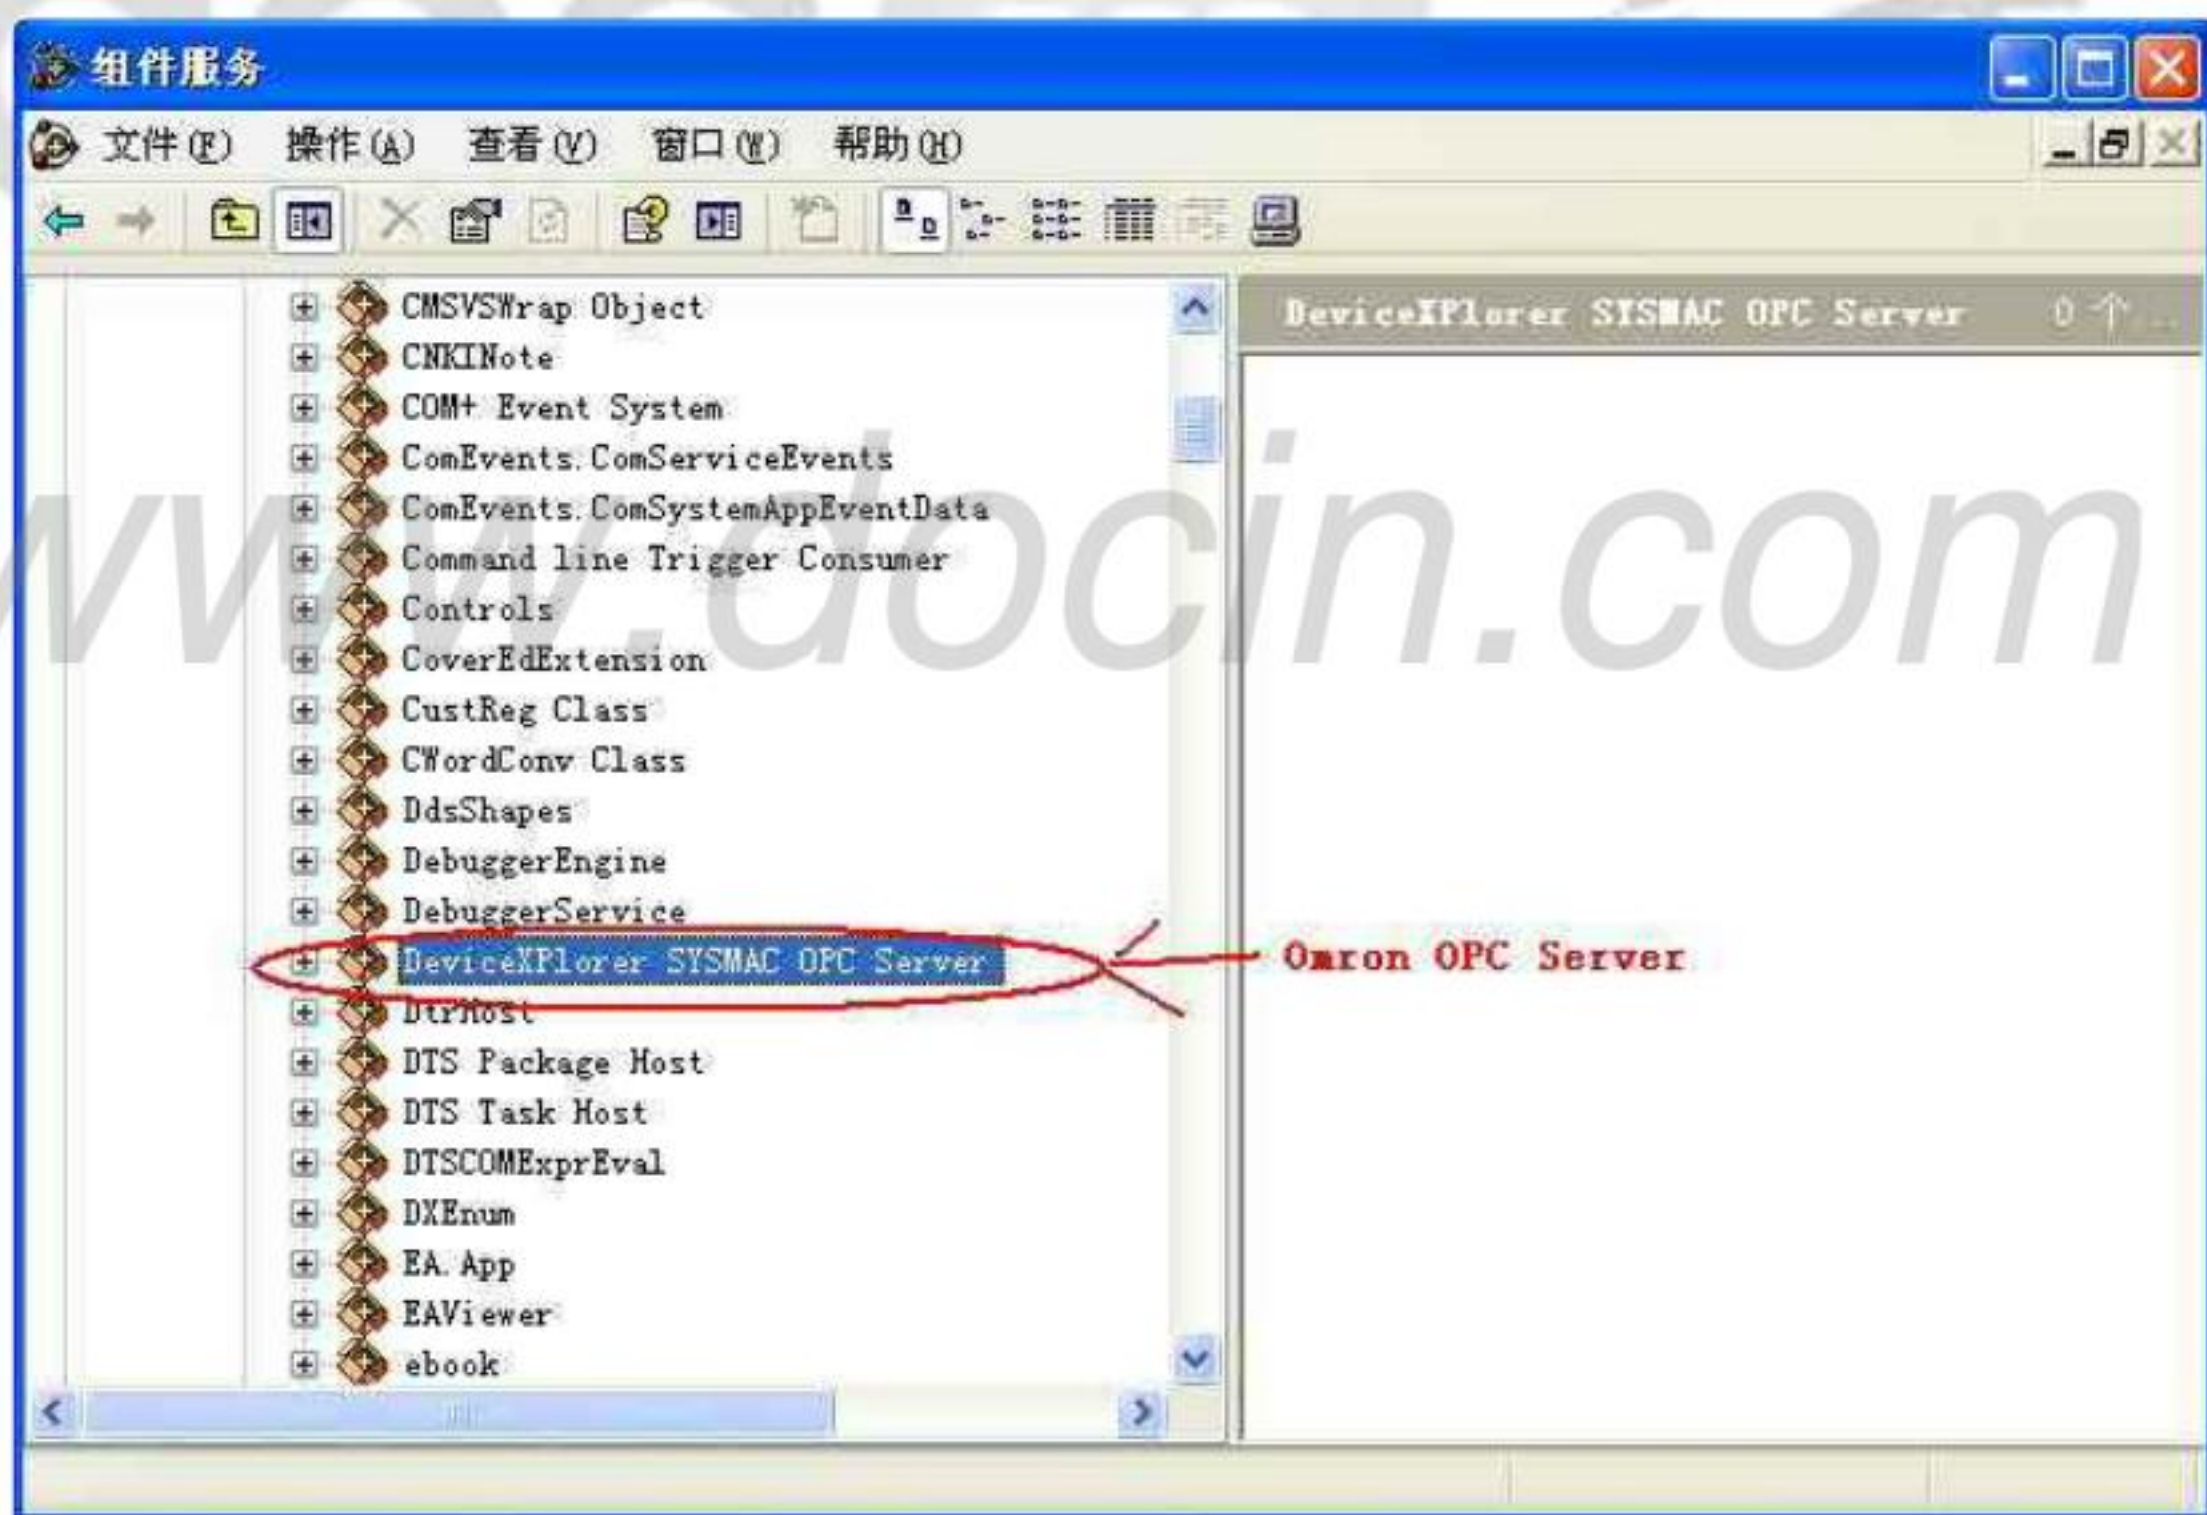 组件服务
文件(F) 操作(A) 查看(V) 窗口(W) 帮助(H)
CMSVSWrap Object
DeviceXPlorer SYSMAC OPC Server 0 个...
CNKINote
COM+ Event System
ComEvents.ComServiceEvents
ComEvents.ComSystemAppEventData
www.docin.com
Command line Trigger Consumer
Controls
CoverEdExtension
CustReg Class
CWordConv Class
DdsShapes
DebuggerEngine
DebuggerService
DeviceXPlorer SYSMAC OPC Server
Omron OPC Server
DtrHost
DTS Package Host
DTS Task Host
DTSCOMExprEval
DXEnum
EA.App
EAViewer
ebook